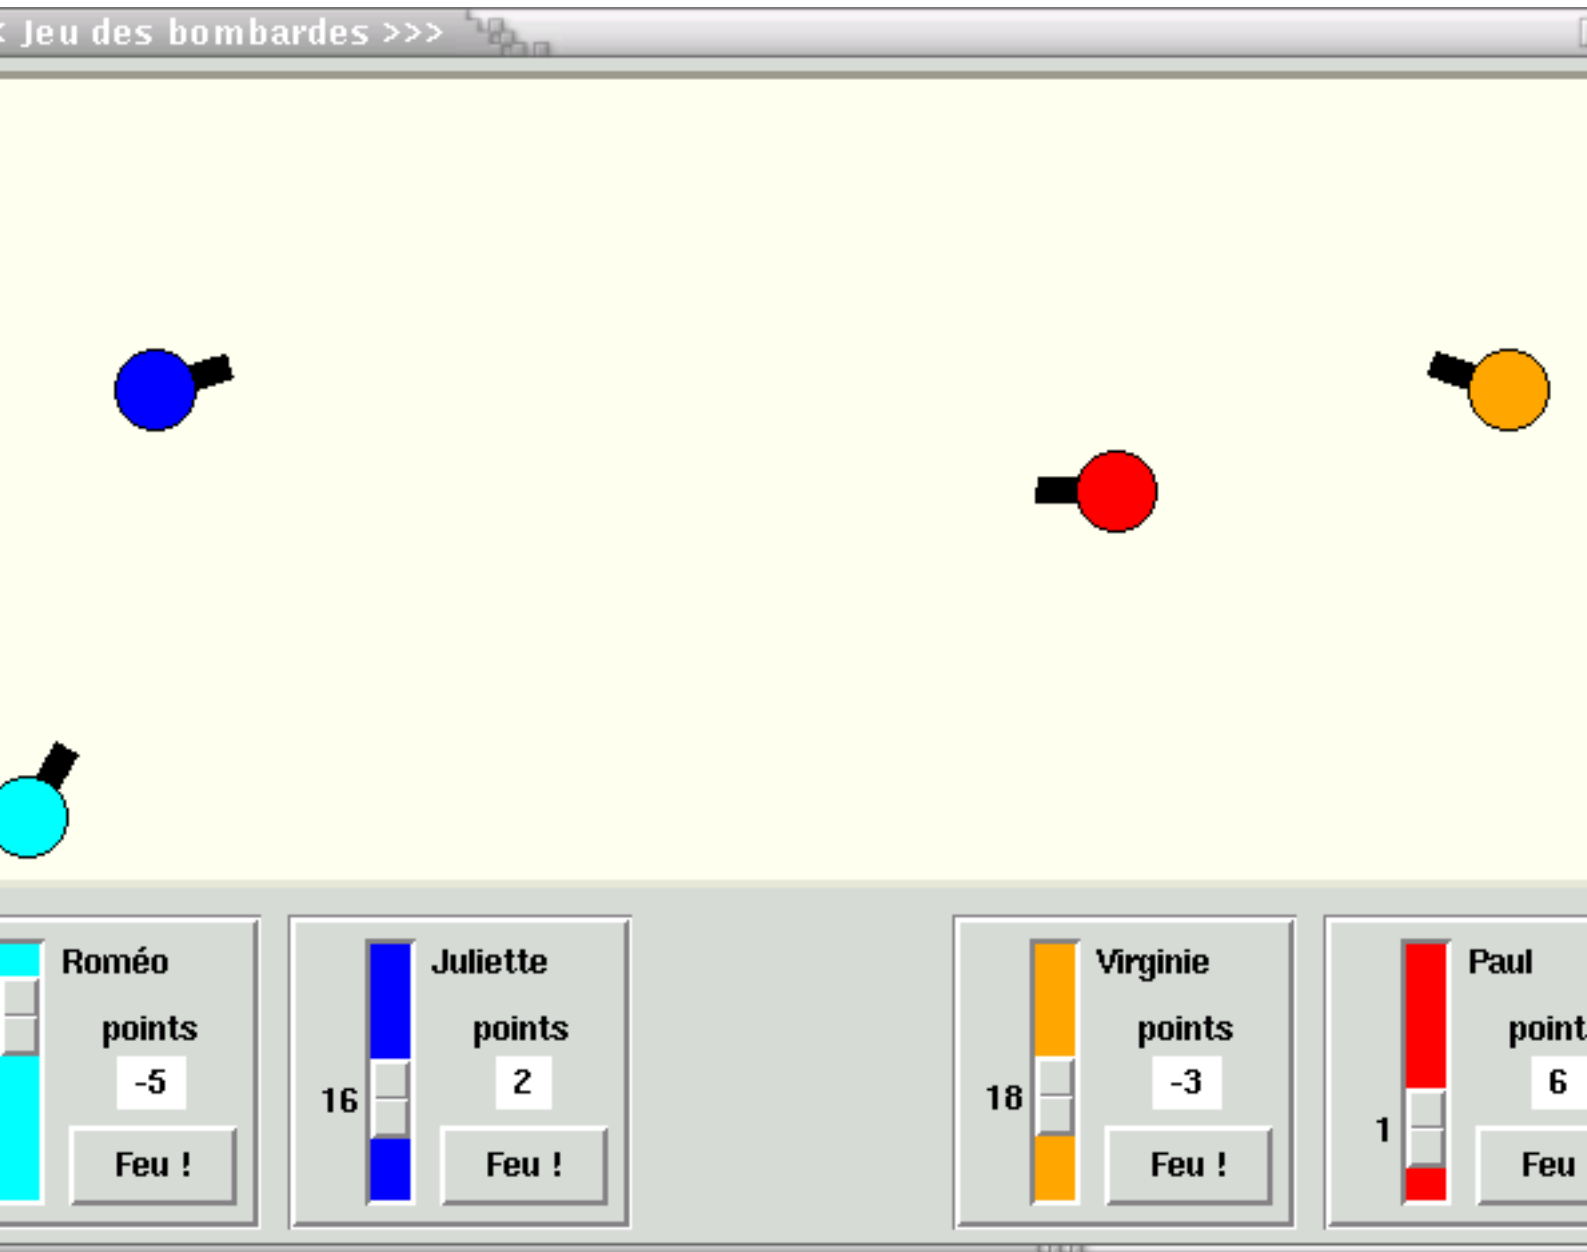 Jeu des bombardes >>>
Roméo
points
-5
Feu !
Juliette
points
2
16
Feu !
Virginie
points
-3
18
Feu !
Paul
point
6
1
Feu